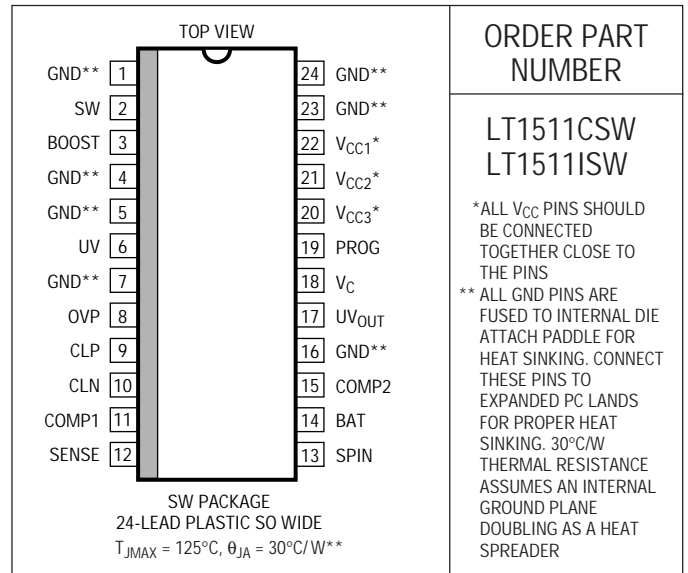 TOP VIEW
GND** 1
SW 2
BOOST 3
GND** 4
GND** 5
UV 6
GND** 7
OVP 8
CLP 9
CLN 10
COMP1 11
SENSE 12
24 GND**
23 GND**
22 VCC1*
21 VCC2*
20 VCC3*
19 PROG
18 VC
17 UVOUT
16 GND**
15 COMP2
14 BAT
13 SPIN
SW PACKAGE
24-LEAD PLASTIC SO WIDE
TJMAX = 125°C, θJA = 30°C/W**
ORDER PART
NUMBER
LT1511CSW
LT1511ISW
*ALL VCC PINS SHOULD
BE CONNECTED
TOGETHER CLOSE TO
THE PINS
** ALL GND PINS ARE
FUSED TO INTERNAL DIE
ATTACH PADDLE FOR
HEAT SINKING. CONNECT
THESE PINS TO
EXPANDED PC LANDS
FOR PROPER HEAT
SINKING. 30°C/W
THERMAL RESISTANCE
ASSUMES AN INTERNAL
GROUND PLANE
DOUBLING AS A HEAT
SPREADER